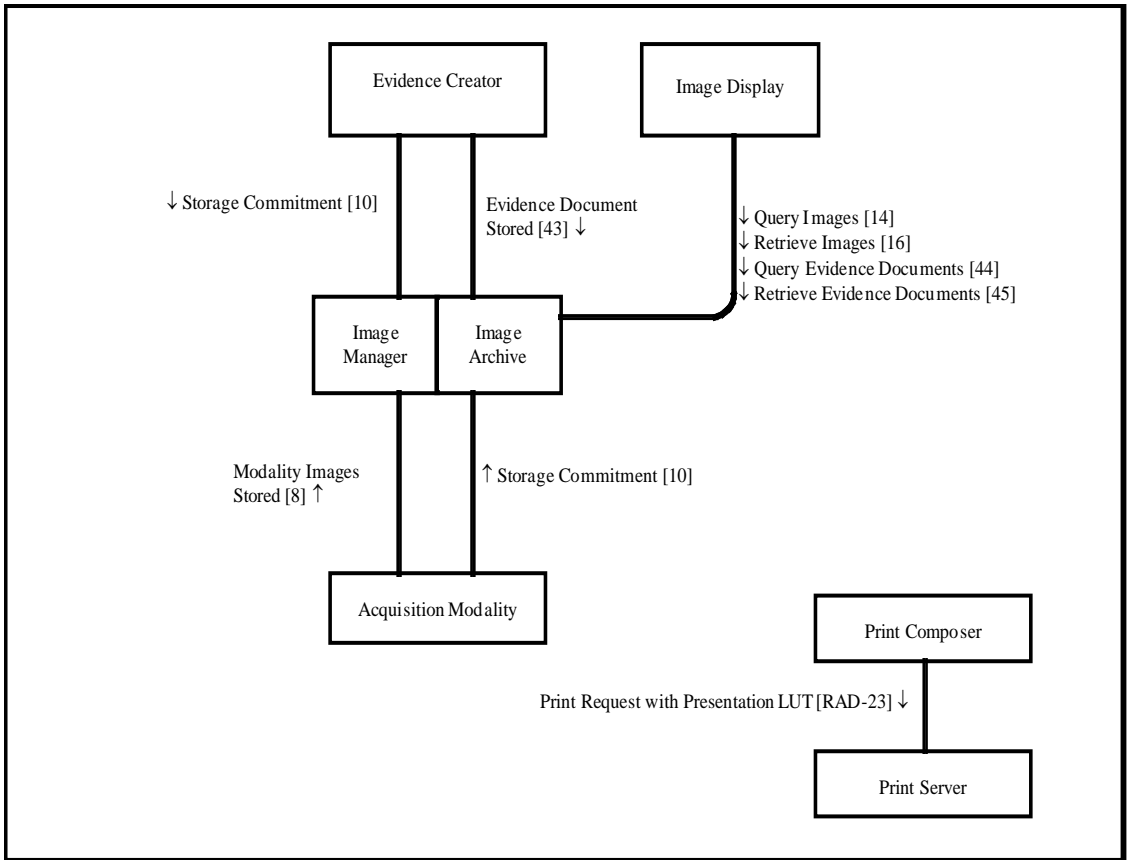 Evidence Creator
Image Display
↓ Storage Commitment [10]
Evidence Document
Stored [43] ↓
↓ Query Images [14]
↓ Retrieve Images [16]
↓ Query Evidence Documents [44]
↓ Retrieve Evidence Documents [45]
Image
Manager
Image
Archive
Modality Images
Stored [8] ↑
↑ Storage Commitment [10]
Acquisition Modality
Print Composer
Print Request with Presentation LUT [RAD-23] ↓
Print Server